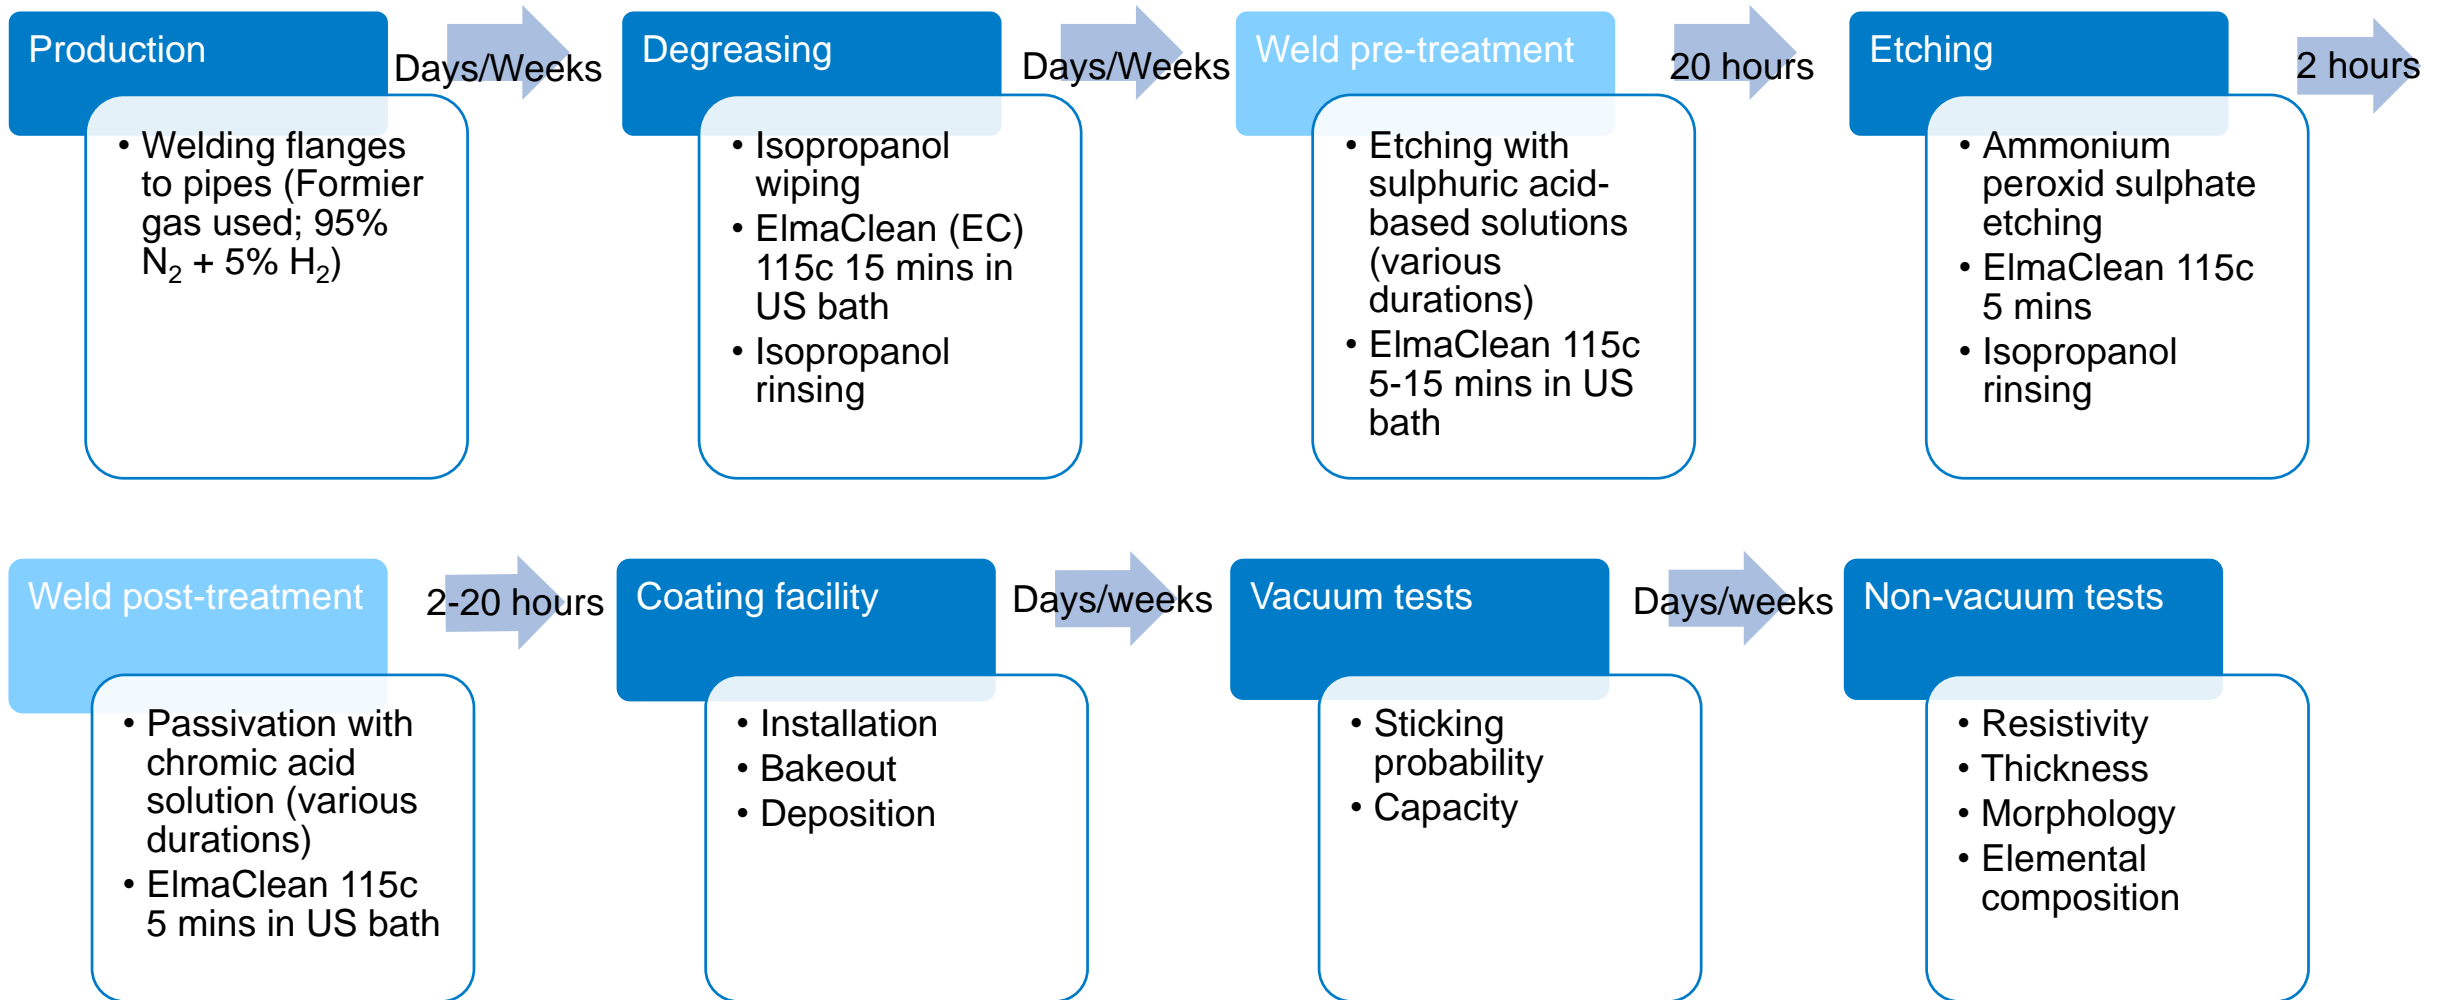 Production
Days/Weeks
• Welding flanges
to pipes (Formier
gas used; 95%
N₂ + 5% H₂)
Degreasing
Days/Weeks
• Isopropanol
wiping
• ElmaClean (EC)
115c 15 mins in
US bath
• Isopropanol
rinsing
Weld pre-treatment
20 hours
• Etching with
sulphuric acid-
based solutions
(various
durations)
• ElmaClean 115c
5-15 mins in US
bath
Etching
2 hours
• Ammonium
peroxid sulphate
etching
• ElmaClean 115c
5 mins
• Isopropanol
rinsing
Weld post-treatment
2-20 hours
• Passivation with
chromic acid
solution (various
durations)
• ElmaClean 115c
5 mins in US bath
Coating facility
Days/weeks
• Installation
• Bakeout
• Deposition
Vacuum tests
Days/weeks
• Sticking
probability
• Capacity
Non-vacuum tests
• Resistivity
• Thickness
• Morphology
• Elemental
composition